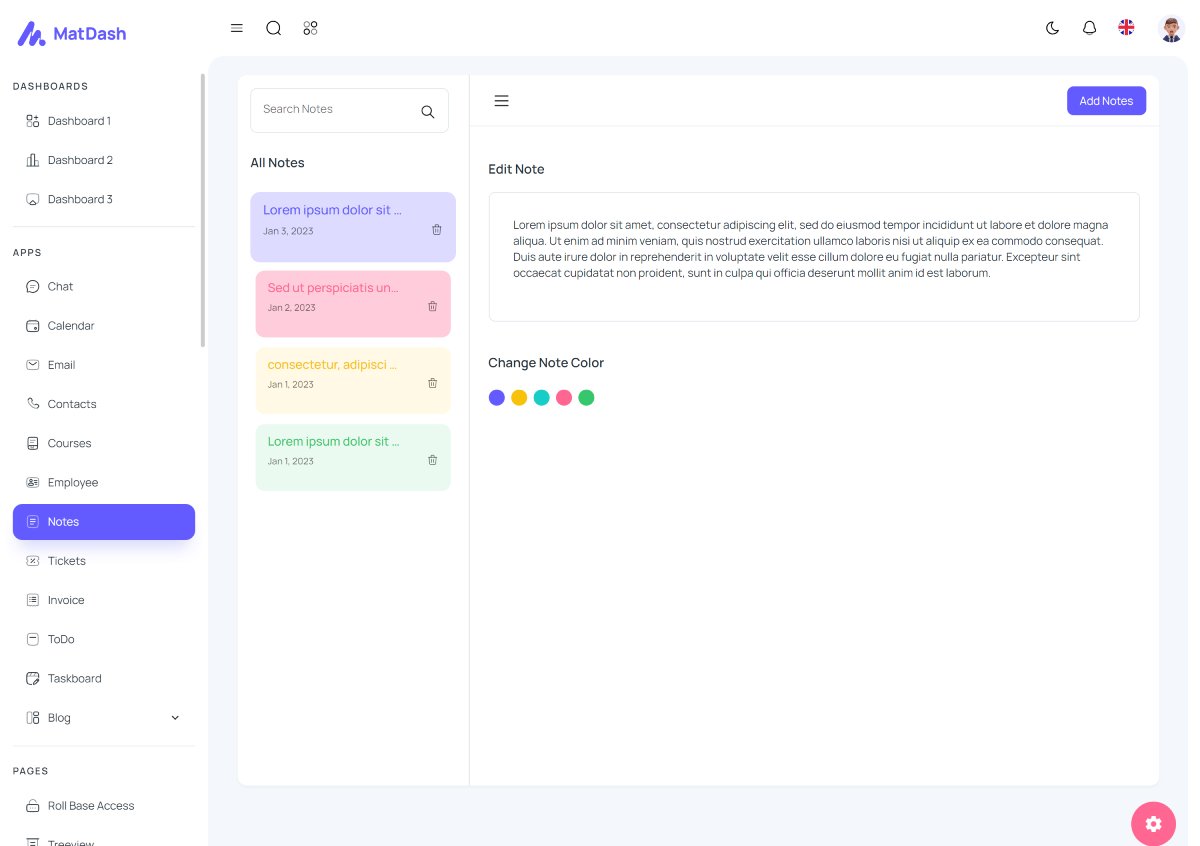 MatDash
DASHBOARDS
Dashboard 1
Dashboard 2
Dashboard 3
APPS
Chat
Calendar
Email
Contacts
Courses
Employee
Notes
Tickets
Invoice
ToDo
Taskboard
Blog
PAGES
Roll Base Access
Treeview
Search Notes
All Notes
Lorem ipsum dolor sit ...
Jan 3, 2023
Sed ut perspiciatis un...
Jan 2, 2023
consectetur, adipisci ...
Jan 1, 2023
Lorem ipsum dolor sit ...
Jan 1, 2023
Add Notes
Edit Note
Lorem ipsum dolor sit amet, consectetur adipiscing elit, sed do eiusmod tempor incididunt ut labore et dolore magna
aliqua. Ut enim ad minim veniam, quis nostrud exercitation ullamco laboris nisi ut aliquip ex ea commodo consequat.
Duis aute irure dolor in reprehenderit in voluptate velit esse cillum dolore eu fugiat nulla pariatur. Excepteur sint
occaecat cupidatat non proident, sunt in culpa qui officia deserunt mollit anim id est laborum.
Change Note Color